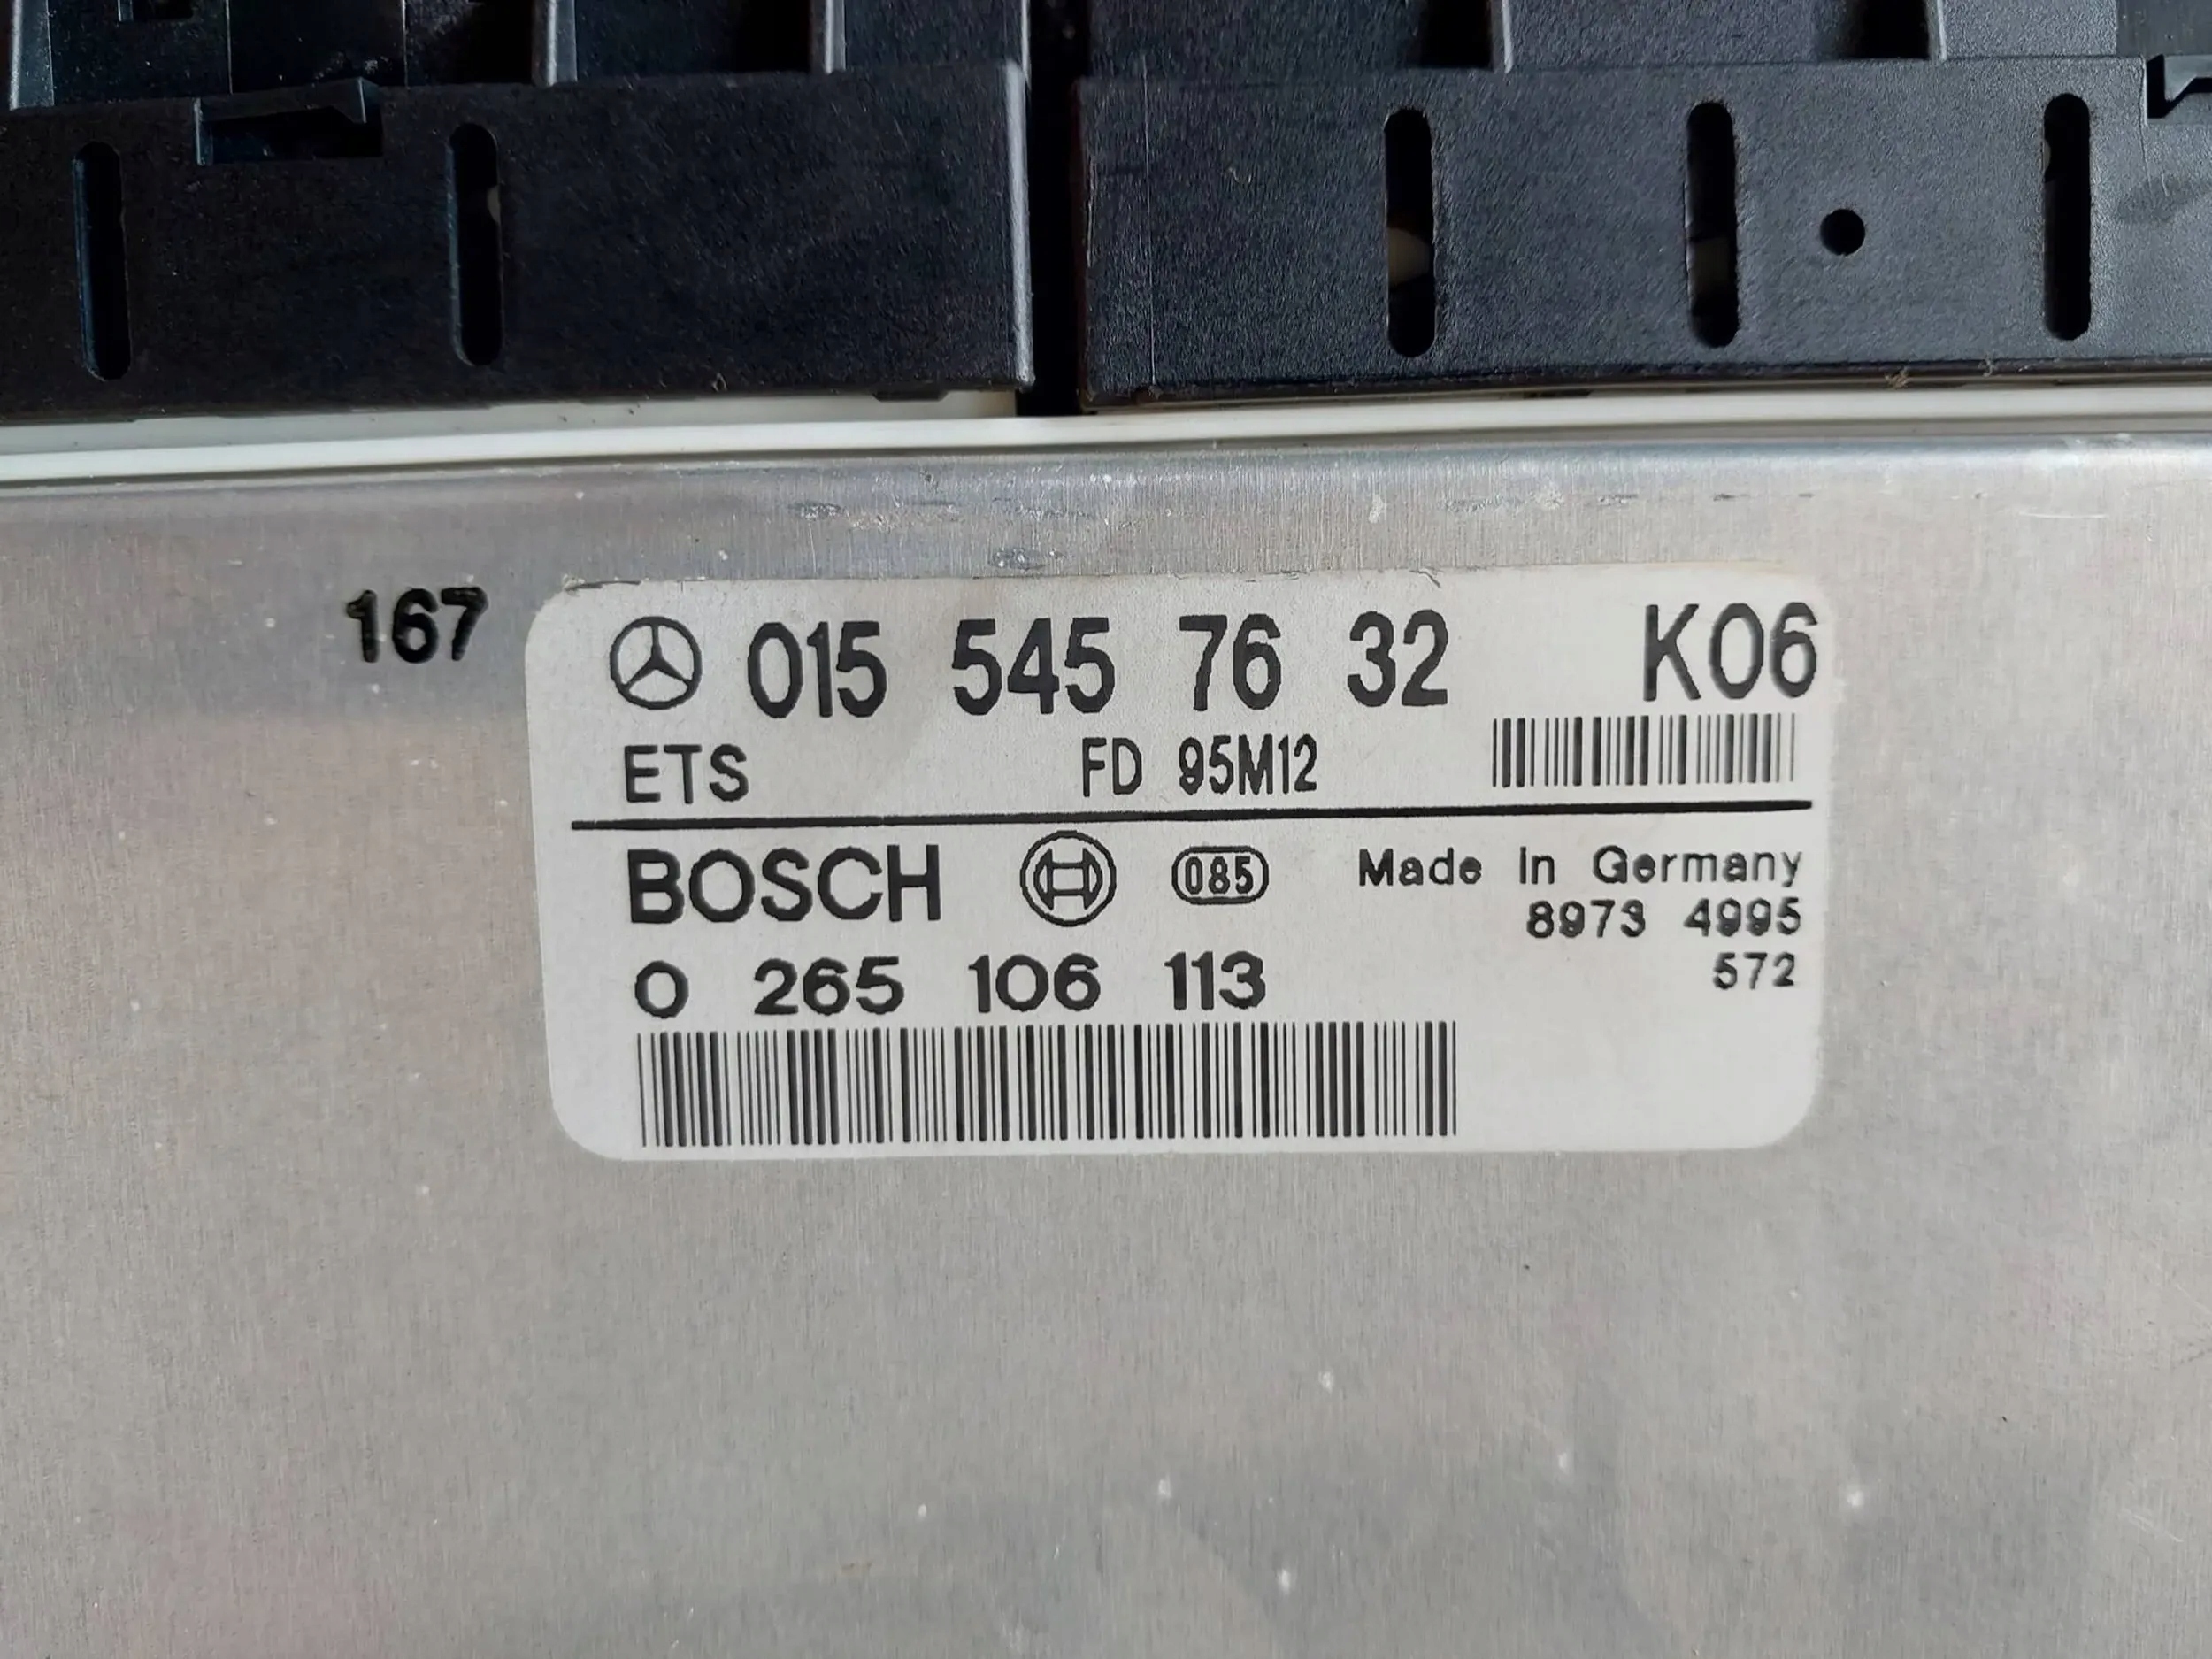 167
015 545 76 32 K06
ETS FD 95M12
BOSCH 085 Made In Germany
8973 4995
0 265 106 113 572